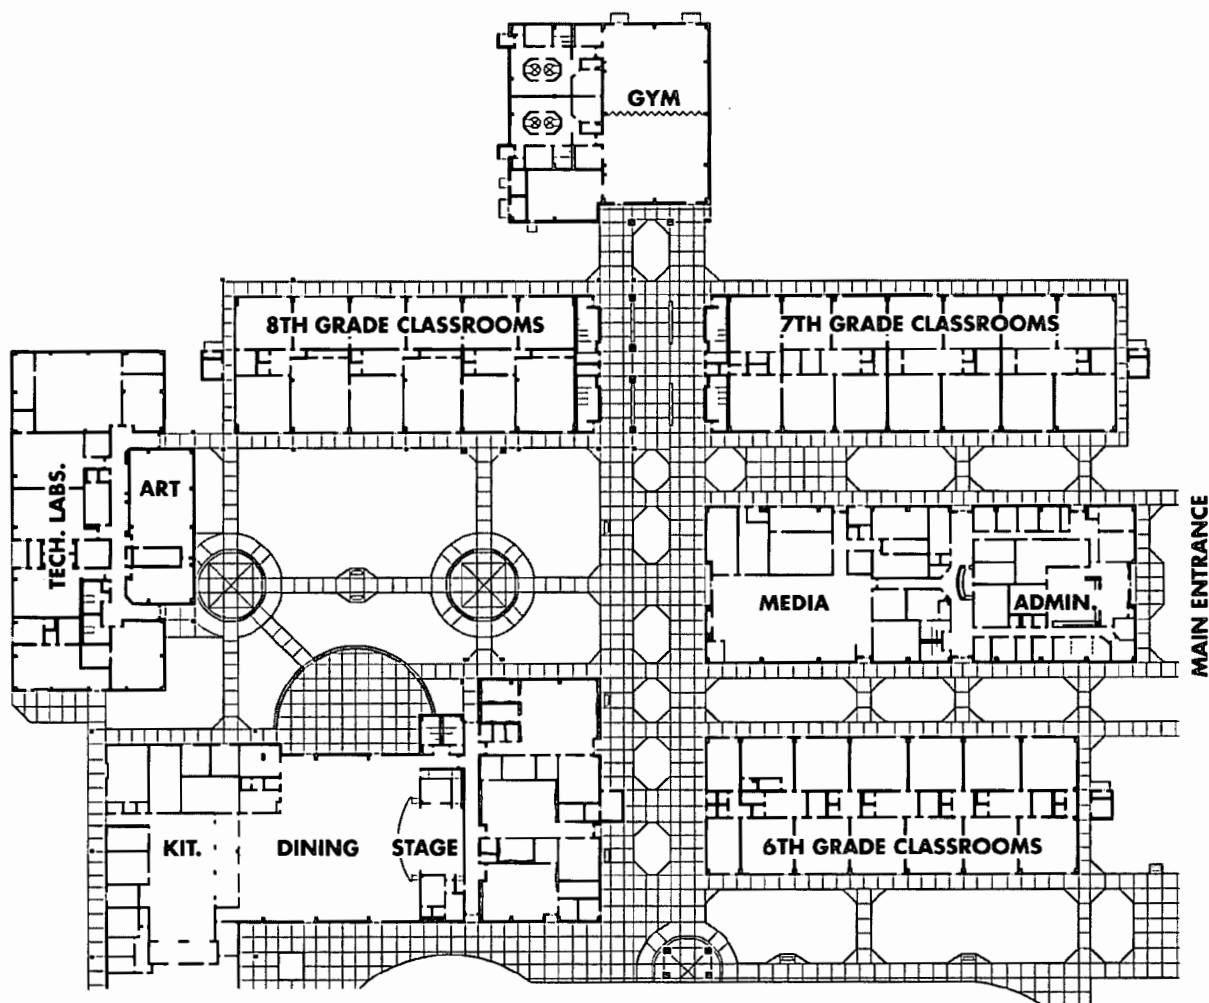 GYM
8TH GRADE CLASSROOMS
7TH GRADE CLASSROOMS
TECH. LABS.
ART
MEDIA
ADMIN
MAIN ENTRANCE
KIT.
DINING
STAGE
6TH GRADE CLASSROOMS